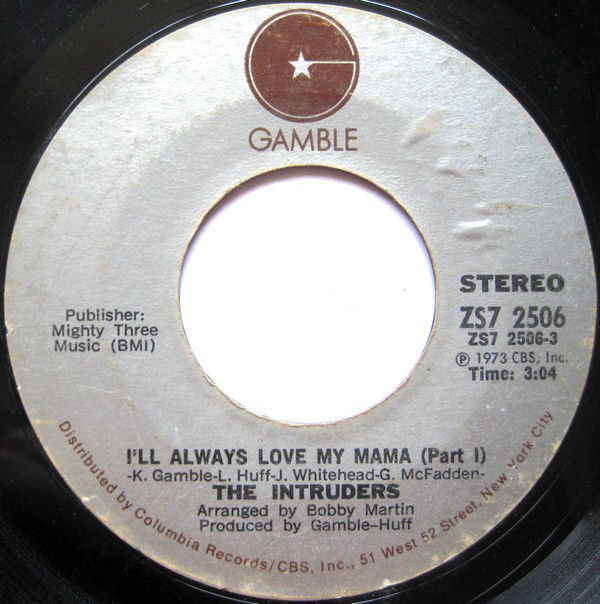 GAMBLE
STEREO
ZS7 2506
ZS7 2506-3
℗ 1973 CBS, Inc.
Time: 3:04
Publisher:
Mighty Three
Music (BMI)
I'LL ALWAYS LOVE MY MAMA (Part I)
-K. Gamble-L. Huff-J. Whitehead-G. McFadden-
THE INTRUDERS
Arranged by Bobby Martin
Produced by Gamble-Huff
Distributed by Columbia Records/CBS, Inc., 51 West 52 Street, New York City